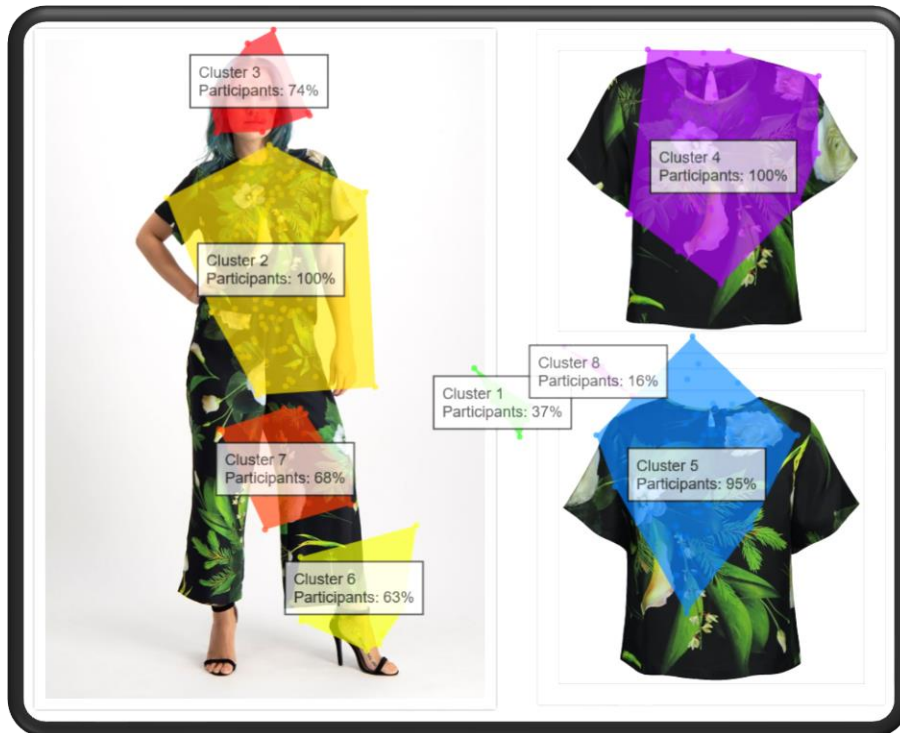 Cluster 3
Participants: 74%
Cluster 4
Participants: 100%
Cluster 2
Participants: 100%
Cluster 8
Participants: 16%
Cluster 1
Participants: 37%
Cluster 7
Participants: 68%
Cluster 5
Participants: 95%
Cluster 6
Participants: 63%